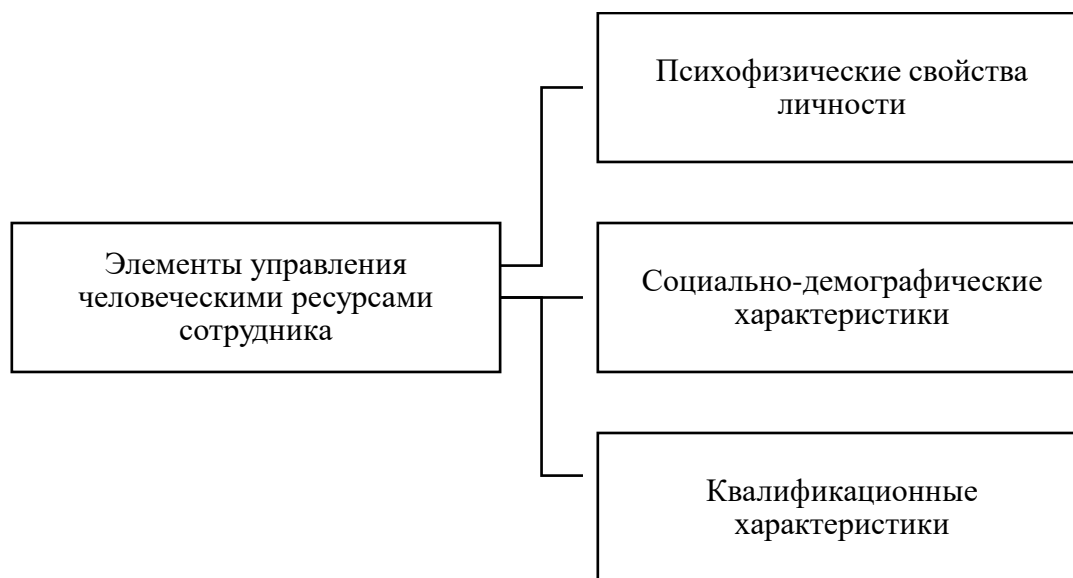 Психофизические свойства
личности
Элементы управления
человеческими ресурсами
сотрудника
Социально-демографические
характеристики
Квалификационные
характеристики